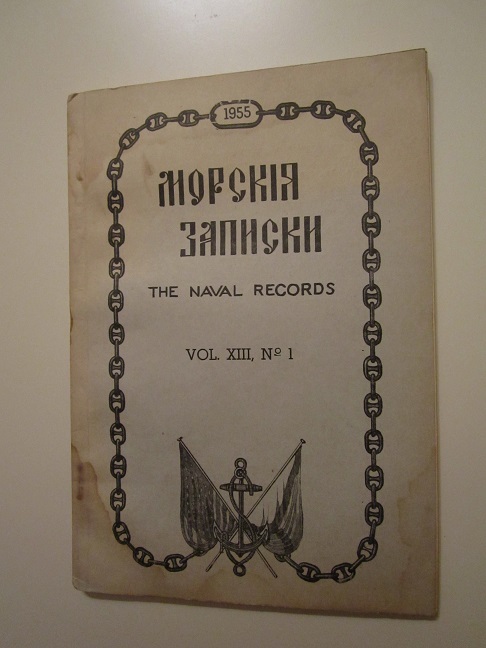 1955
МОРСКІЯ
ЗАПИСКИ
THE NAVAL RECORDS
VOL. XIII, Nº 1